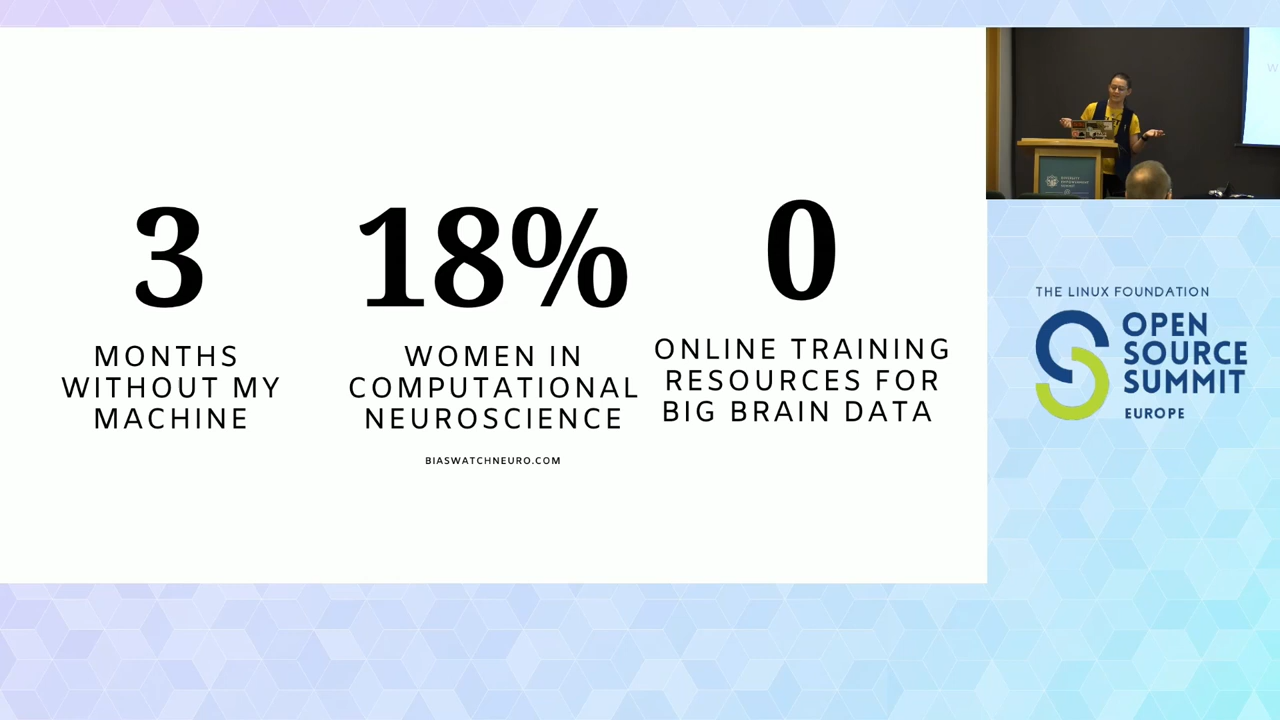 3
MONTHS
WITHOUT MY
MACHINE
18%
WOMEN IN
COMPUTATIONAL
NEUROSCIENCE
BIASWATCHNEURO.COM
0
ONLINE TRAINING
RESOURCES FOR
BIG BRAIN DATA
THE LINUX FOUNDATION
OPEN
SOURCE
SUMMIT
EUROPE